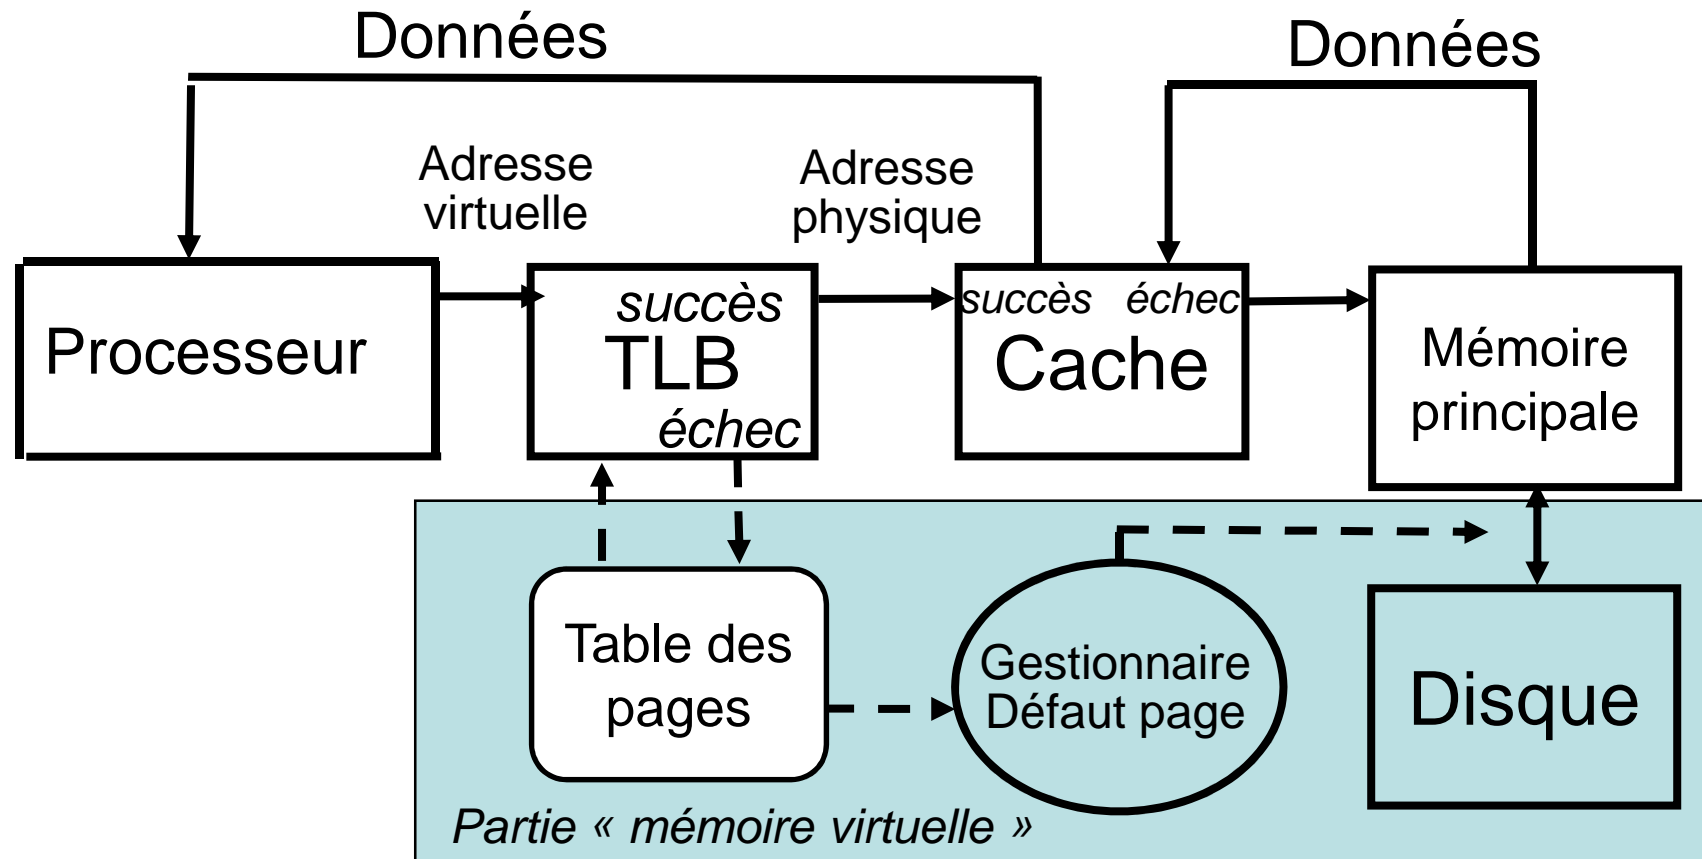 Données
Données
Adresse
virtuelle
Adresse
physique
Processeur
succès
TLB
échec
succès échec
Cache
Mémoire
principale
Table des
pages
Gestionnaire
Défaut page
Disque
Partie « mémoire virtuelle »